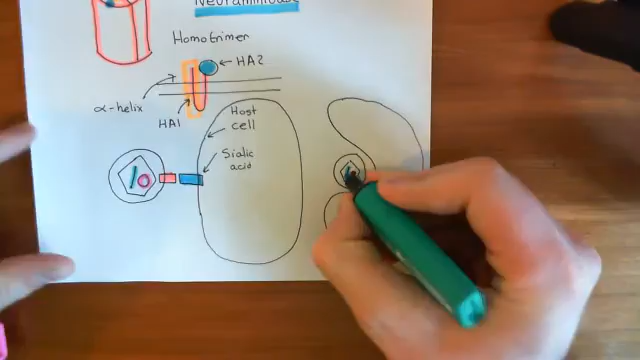 Neuraminidase
Homotrimer
HA2
α-helix
HA1
Host
cell
Sialic
acid